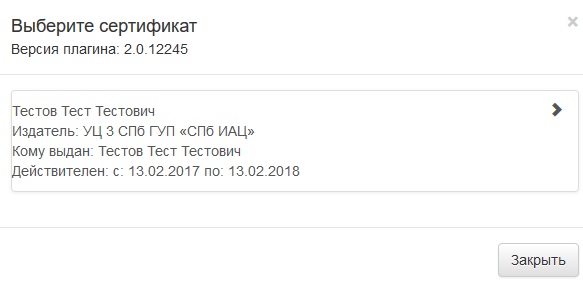 Выберите сертификат
Версия плагина: 2.0.12245
×
Тестов Тест Тестович
Издатель: УЦ 3 СПб ГУП «СПб ИАЦ»
Кому выдан: Тестов Тест Тестович
Действителен: с: 13.02.2017 по: 13.02.2018
Закрыть